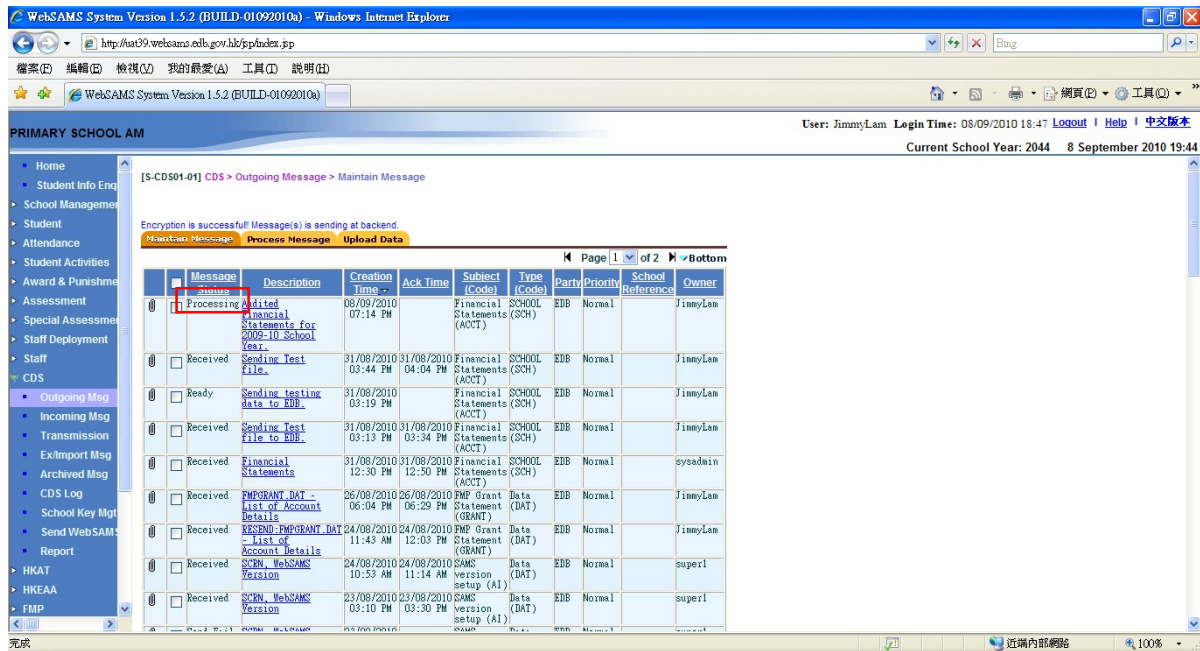 WebSAMS System Version 1.5.2 (BUILD-01092010a) - Windows Internet Explorer
http://uat39.websams.edb.gov.hk/jsp/index.jsp
Bing
檔案(F) 編輯(E) 檢視(V) 我的最愛(A) 工具(T) 說明(H)
WebSAMS System Version 1.5.2 (BUILD-01092010a)
網頁(P) 工具(O)
PRIMARY SCHOOL AM
User: JimmyLam Login Time: 08/09/2010 18:47 Logout | Help | 中文版本
Current School Year: 2044 8 September 2010 19:44
Home
Student Info Enq
School Managemen
Student
Attendance
Student Activities
Award & Punishme
Assessment
Special Assessmen
Staff Deployment
Staff
CDS
Outgoing Msg
Incoming Msg
Transmission
Ex/Import Msg
Archived Msg
CDS Log
School Key Mgt
Send WebSAMS
Report
HKAT
HKEAA
FMP
[S-CDS01-01] CDS > Outgoing Message > Maintain Message
Encryption is successful! Message(s) is sending at backend.
Maintain Message Process Message Upload Data
Page 1 of 2 Bottom
Message Status Description Creation Time Ack Time Subject (Code) Type (Code) Party Priority School Reference Owner
Processing Audited Financial Statements for 2009-10 School Year. 08/09/2010 07:14 PM Financial Statements (ACCT) SCHOOL (SCH) EDB Normal JimmyLam
Received Sending Test file. 31/08/2010 03:44 PM 31/08/2010 04:04 PM Financial Statements (ACCT) SCHOOL (SCH) EDB Normal JimmyLam
Ready Sending testing data to EDB. 31/08/2010 03:19 PM Financial Statements (ACCT) SCHOOL (SCH) EDB Normal JimmyLam
Received Sending Test file to EDB. 31/08/2010 03:13 PM 31/08/2010 03:34 PM Financial Statements (ACCT) SCHOOL (SCH) EDB Normal JimmyLam
Received Financial Statements 31/08/2010 12:30 PM 31/08/2010 12:50 PM Financial Statements (ACCT) SCHOOL (SCH) EDB Normal sysadmin
Received FMPGRANT.DAT - List of Account Details 26/08/2010 06:04 PM 26/08/2010 06:29 PM FMP Grant Statement (GRANT) Data (DAT) EDB Normal JimmyLam
Received RESEND:FMPGRANT.DAT - List of Account Details 24/08/2010 11:43 AM 24/08/2010 12:03 PM FMP Grant Statement (GRANT) Data (DAT) EDB Normal JimmyLam
Received SCRN, WebSAMS Version 24/08/2010 10:53 AM 24/08/2010 11:14 AM SAMS version setup (AI) Data (DAT) EDB Normal super1
Received SCRN, WebSAMS Version 23/08/2010 03:10 PM 23/08/2010 03:30 PM SAMS version setup (AI) Data (DAT) EDB Normal super1
完成 近端內部網路 100%